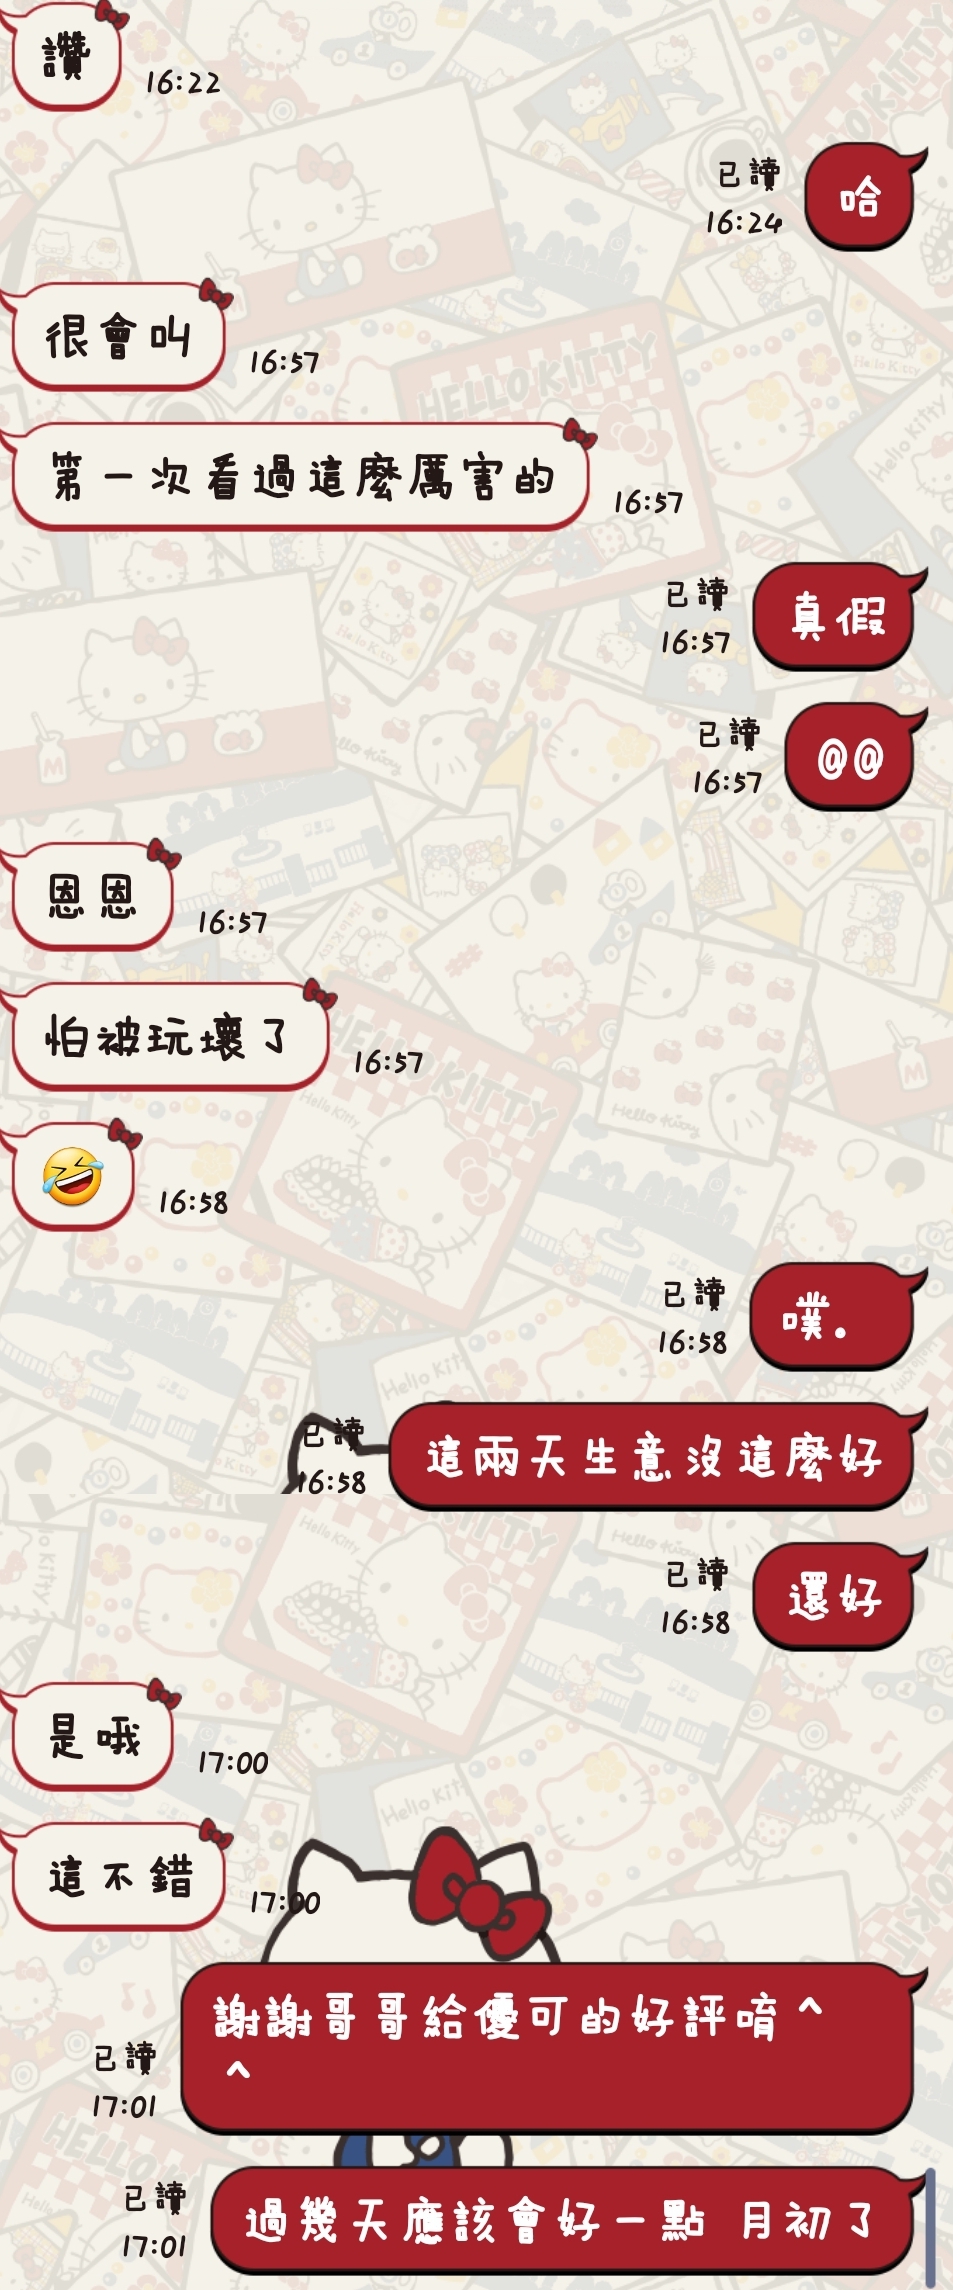 讚
16:22
已讀
16:24
哈
很會叫
16:57
第一次看過這麼厲害的
16:57
已讀
16:57
真假
已讀
16:57
@@
恩恩
16:57
怕被玩壞了
16:57
🤣
16:58
已讀
16:58
噗.
已讀
16:58
這兩天生意沒這麼好
已讀
16:58
還好
是哦
17:00
這不錯
17:00
謝謝哥哥給優可的好評唷^
^
已讀
17:01
已讀
17:01
過幾天應該會好一點 月初了
HELLO KITTY
Hello Kitty